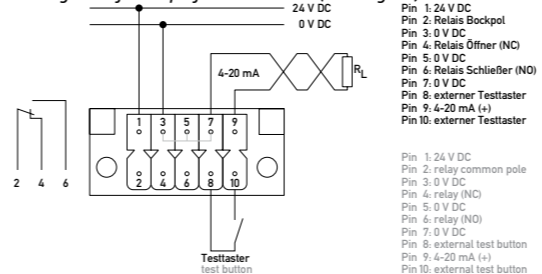 24 V DC
0 V DC
4-20 mA
RL
1 3 5 7 9
2 4 6 8 10
2 4 6
Testtaster
test button
Pin 1: 24 V DC
Pin 2: Relais Bockpol
Pin 3: 0 V DC
Pin 4: Relais Öffner (NC)
Pin 5: 0 V DC
Pin 6: Relais Schließer (NO)
Pin 7: 0 V DC
Pin 8: externer Testtaster
Pin 9: 4-20 mA (+)
Pin 10: externer Testtaster
Pin 1: 24 V DC
Pin 2: relay common pole
Pin 3: 0 V DC
Pin 4: relay (NC)
Pin 5: 0 V DC
Pin 6: relay (NO)
Pin 7: 0 V DC
Pin 8: external test button
Pin 9: 4-20 mA (+)
Pin 10: external test button